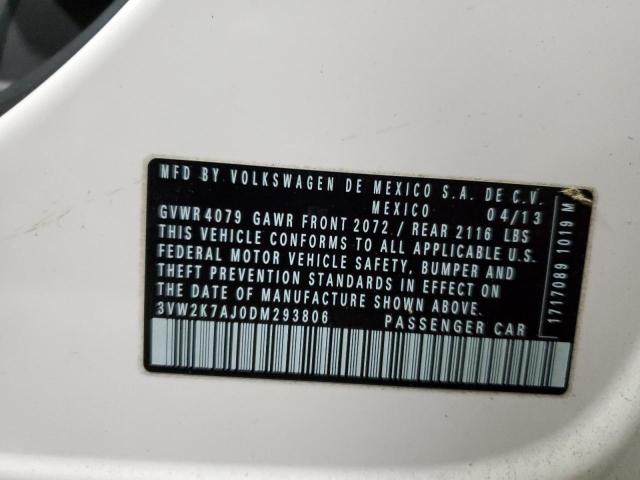 MFD BY VOLKSWAGEN DE MEXICO S.A. DE C.V.
MEXICO 04/13
GVWR 4079 GAWR FRONT 2072 / REAR 2116 LBS
THIS VEHICLE CONFORMS TO ALL APPLICABLE U.S.
FEDERAL MOTOR VEHICLE SAFETY, BUMPER AND
THEFT PREVENTION STANDARDS IN EFFECT ON
THE DATE OF MANUFACTURE SHOWN ABOVE.
3VW2K7AJ0DM293806 PASSENGER CAR
1717089 1019 M